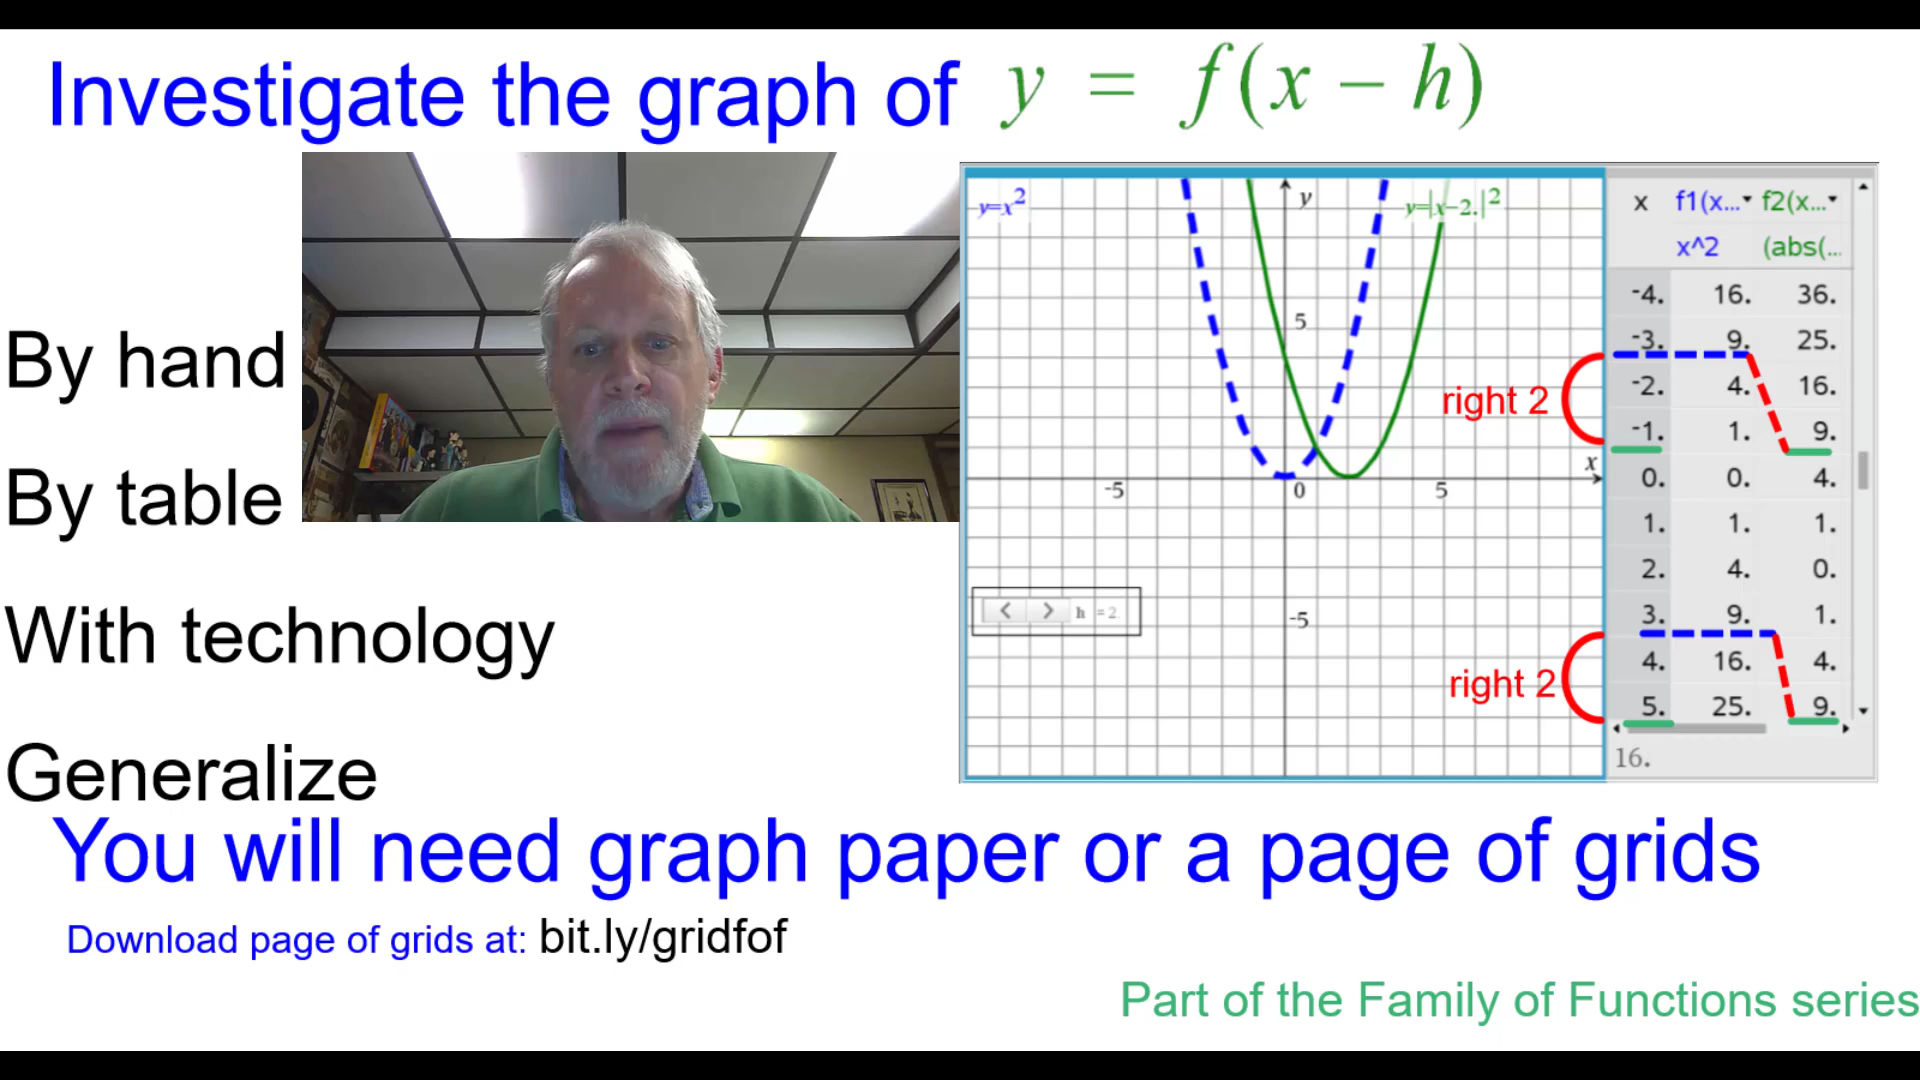 Investigate the graph of y = f(x − h)
By hand
By table
With technology
Generalize
y=x²
y=|x−2.|²
y
5
right 2
x
-5 0 5
< > h = 2.
-5
right 2
x f1(x... f2(x...
x^2 (abs(...
-4. 16. 36.
-3. 9. 25.
-2. 4. 16.
-1. 1. 9.
0. 0. 4.
1. 1. 1.
2. 4. 0.
3. 9. 1.
4. 16. 4.
5. 25. 9.
16.
You will need graph paper or a page of grids
Download page of grids at: bit.ly/gridfof
Part of the Family of Functions series